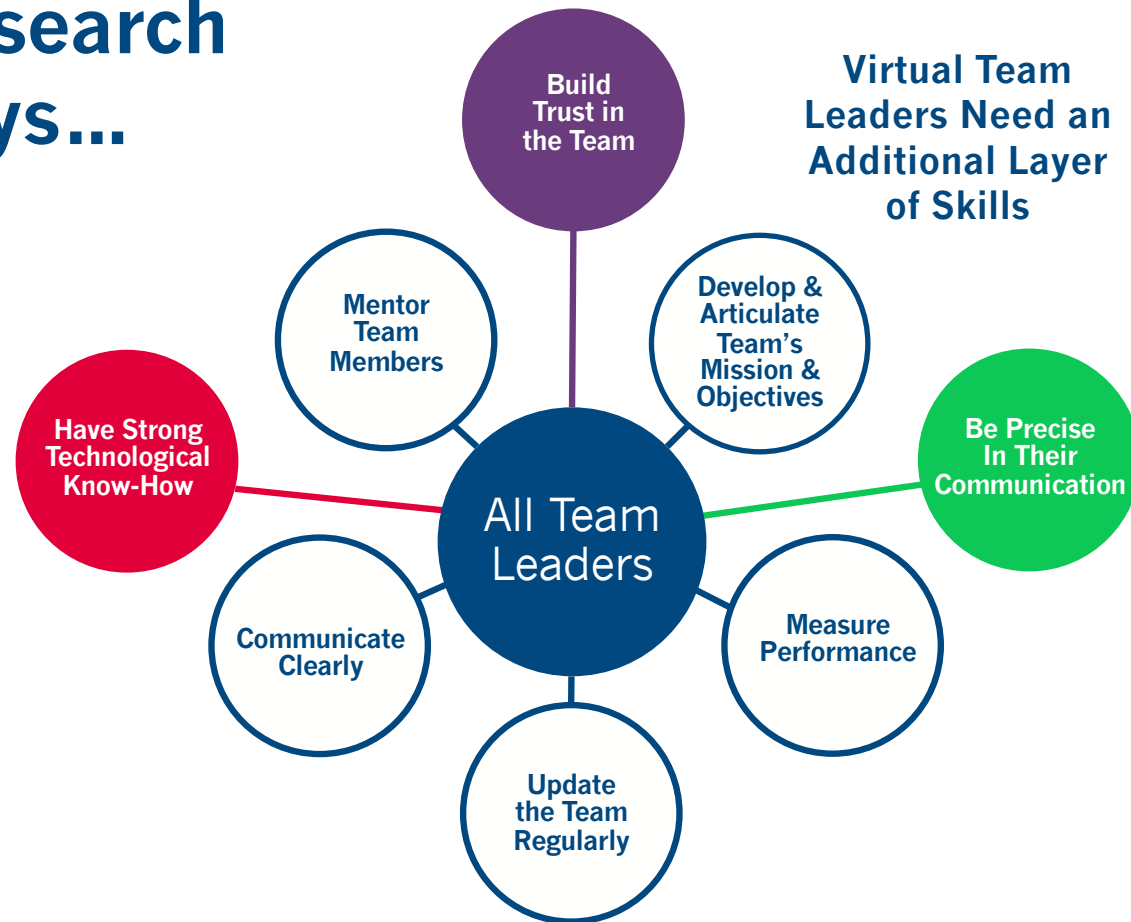 search
ys...
Virtual Team
Leaders Need an
Additional Layer
of Skills
Build
Trust in
the Team
Mentor
Team
Members
Develop &
Articulate
Team’s
Mission &
Objectives
Have Strong
Technological
Know-How
Be Precise
In Their
Communication
All Team
Leaders
Communicate
Clearly
Measure
Performance
Update
the Team
Regularly